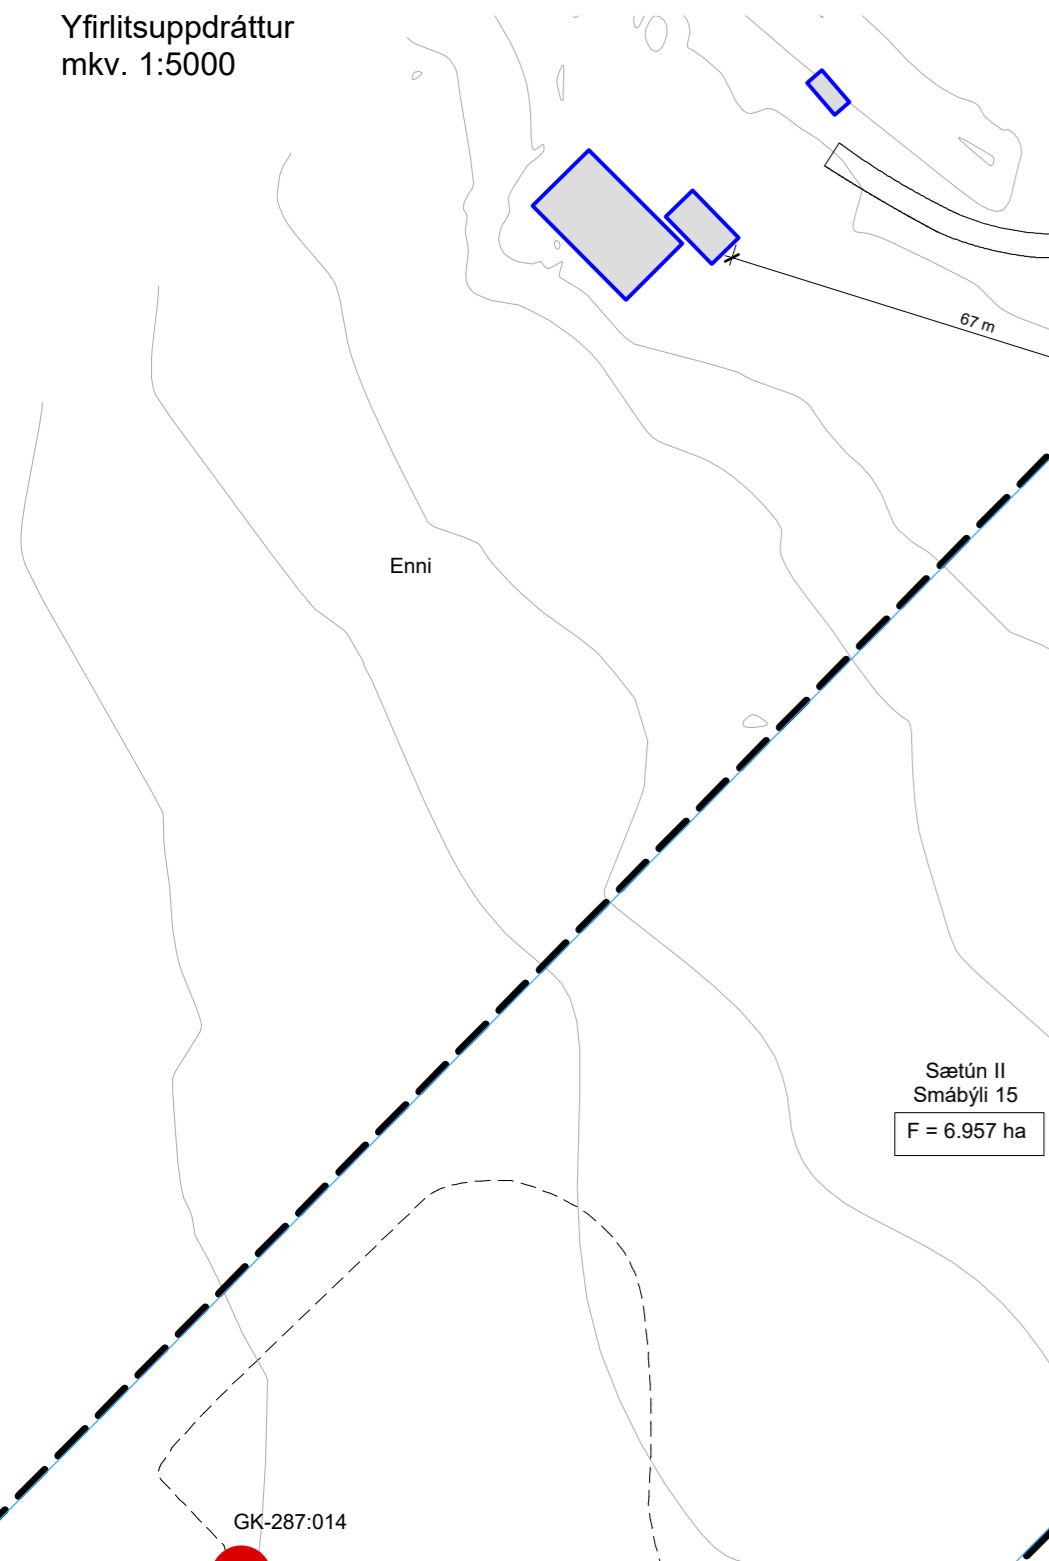 Yfirlitsuppdráttur
mkv. 1:5000
67 m
Enni
Sætún II
Smábýli 15
F = 6.957 ha
GK-287:014